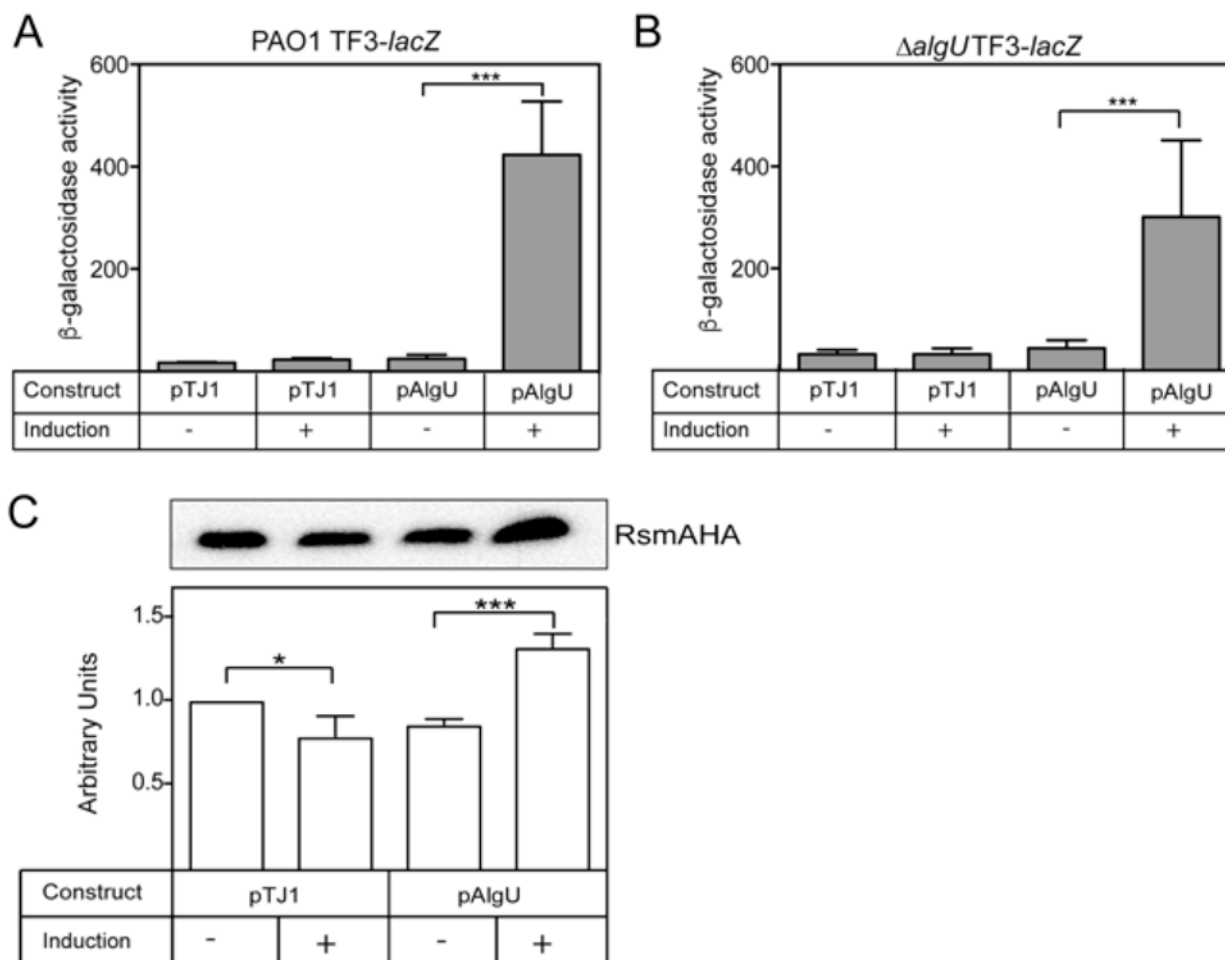 A
PAO1 TF3-lacZ
β-galactosidase activity
600
400
200
***
Construct pTJ1 pTJ1 pAlgU pAlgU
Induction - + - +
B
ΔalgU TF3-lacZ
β-galactosidase activity
600
400
200
***
Construct pTJ1 pTJ1 pAlgU pAlgU
Induction - + - +
C
RsmAHA
Arbitrary Units
1.5
1.0
0.5
*
***
Construct pTJ1 pAlgU
Induction - + - +